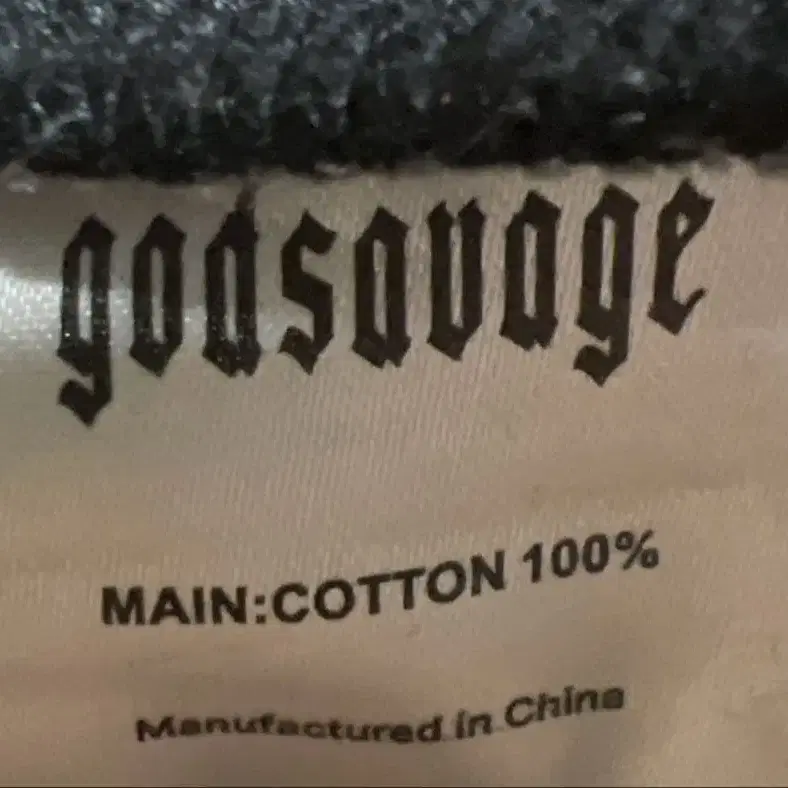 godsavage
MAIN:COTTON 100%
Manufactured in China